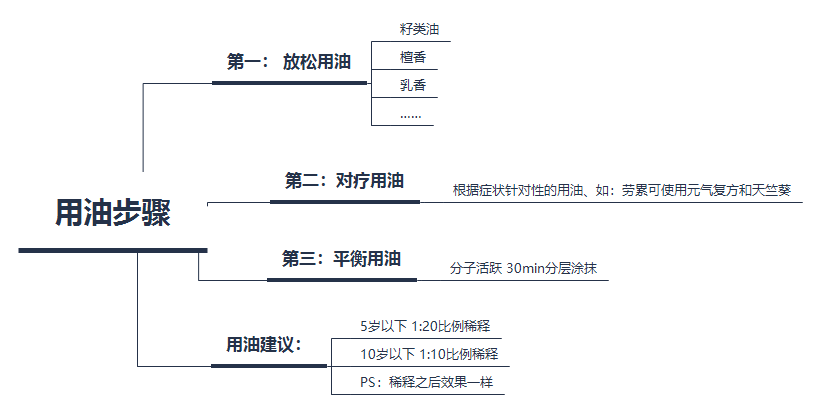 用油步骤
第一： 放松用油
籽类油
檀香
乳香
……
第二：对疗用油
根据症状针对性的用油、如：劳累可使用元气复方和天竺葵
第三：平衡用油
分子活跃 30min分层涂抹
用油建议：
5岁以下 1:20比例稀释
10岁以下 1:10比例稀释
PS：稀释之后效果一样